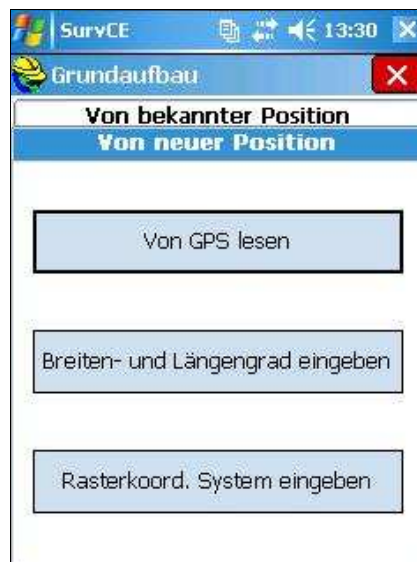 SurvCE 13:30
Grundaufbau
Von bekannter Position
Von neuer Position
Von GPS lesen
Breiten- und Längengrad eingeben
Rasterkoord. System eingeben